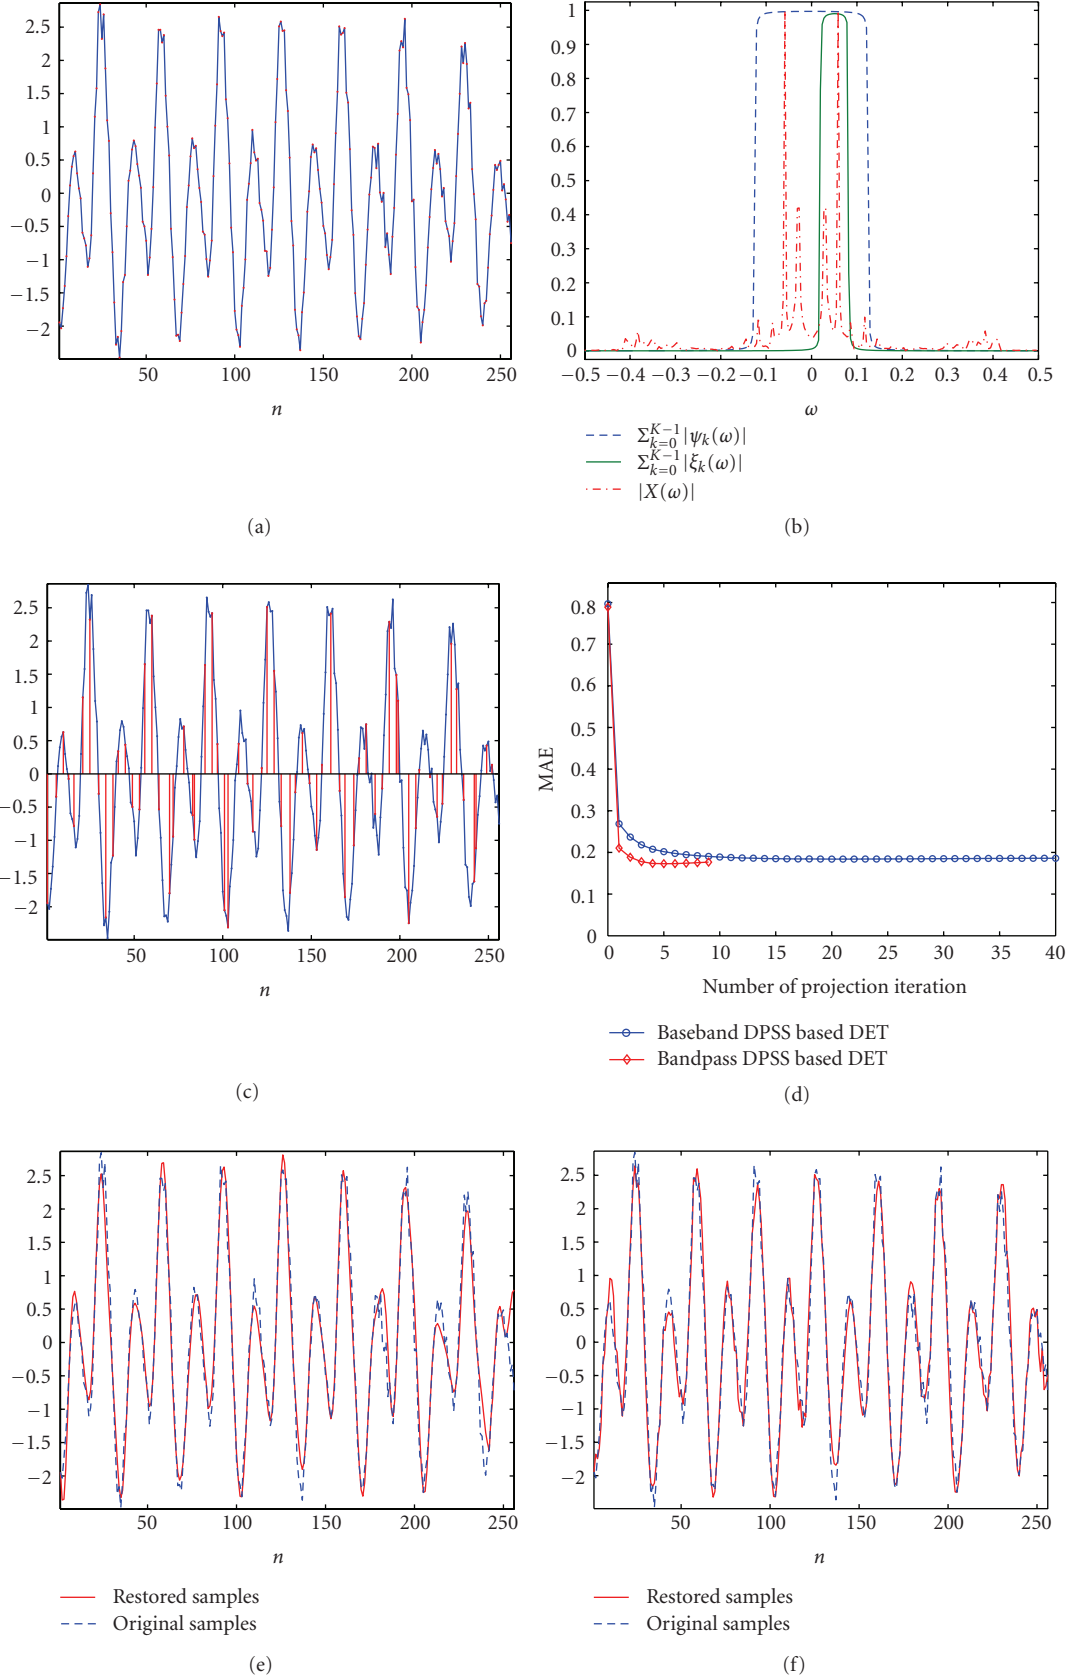 2.5
2
1.5
1
0.5
0
−0.5
−1
−1.5
−2
50 100 150 200 250
n
(a)
1
0.9
0.8
0.7
0.6
0.5
0.4
0.3
0.2
0.1
0
−0.5 −0.4 −0.3 −0.2 −0.1 0 0.1 0.2 0.3 0.4 0.5
ω
Σ_{k=0}^{K−1} |ψ_k(ω)|
Σ_{k=0}^{K−1} |ξ_k(ω)|
|X(ω)|
(b)
2.5
2
1.5
1
0.5
0
−0.5
−1
−1.5
−2
50 100 150 200 250
n
(c)
0.8
0.7
0.6
0.5
0.4
0.3
0.2
0.1
0
MAE
0 5 10 15 20 25 30 35 40
Number of projection iteration
Baseband DPSS based DET
Bandpass DPSS based DET
(d)
2.5
2
1.5
1
0.5
0
−0.5
−1
−1.5
−2
50 100 150 200 250
n
Restored samples
Original samples
(e)
2.5
2
1.5
1
0.5
0
−0.5
−1
−1.5
−2
50 100 150 200 250
n
Restored samples
Original samples
(f)